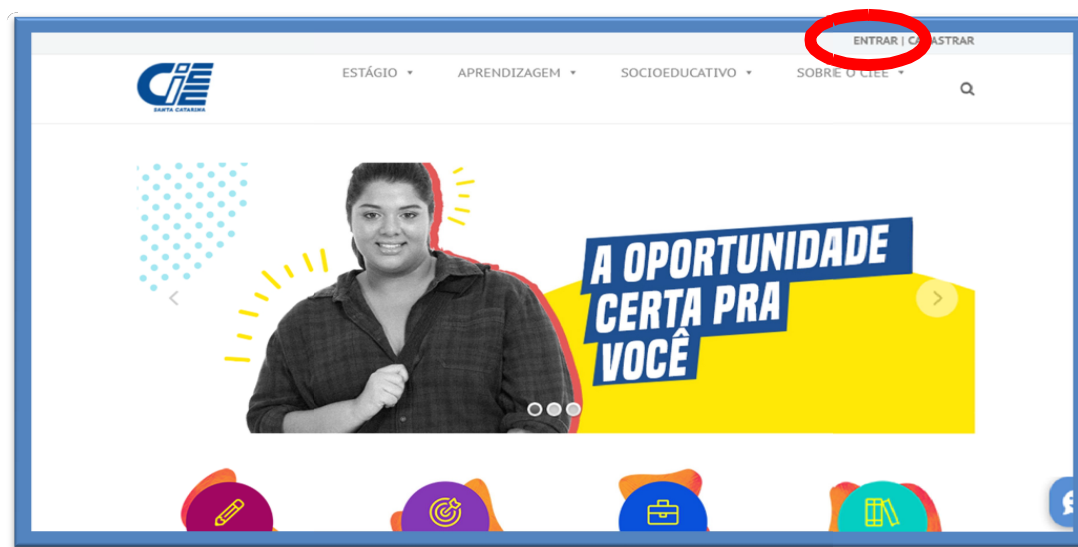 ENTRAR | CADASTRAR
CiEE
SANTA CATARINA
ESTÁGIO
APRENDIZAGEM
SOCIOEDUCATIVO
SOBRE O CIEE
A OPORTUNIDADE
CERTA PRA
VOCÊ